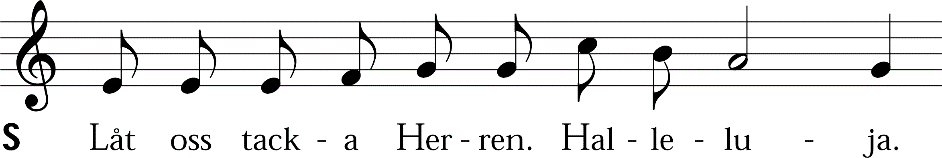 S Låt oss tack - a Her - ren. Hal - le - lu - ja.